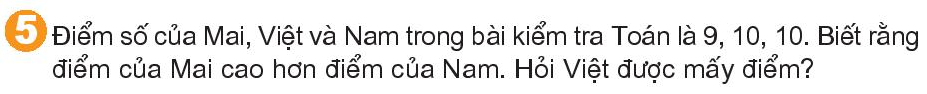 5 Điểm số của Mai, Việt và Nam trong bài kiểm tra Toán là 9, 10, 10. Biết rằng
điểm của Mai cao hơn điểm của Nam. Hỏi Việt được mấy điểm?